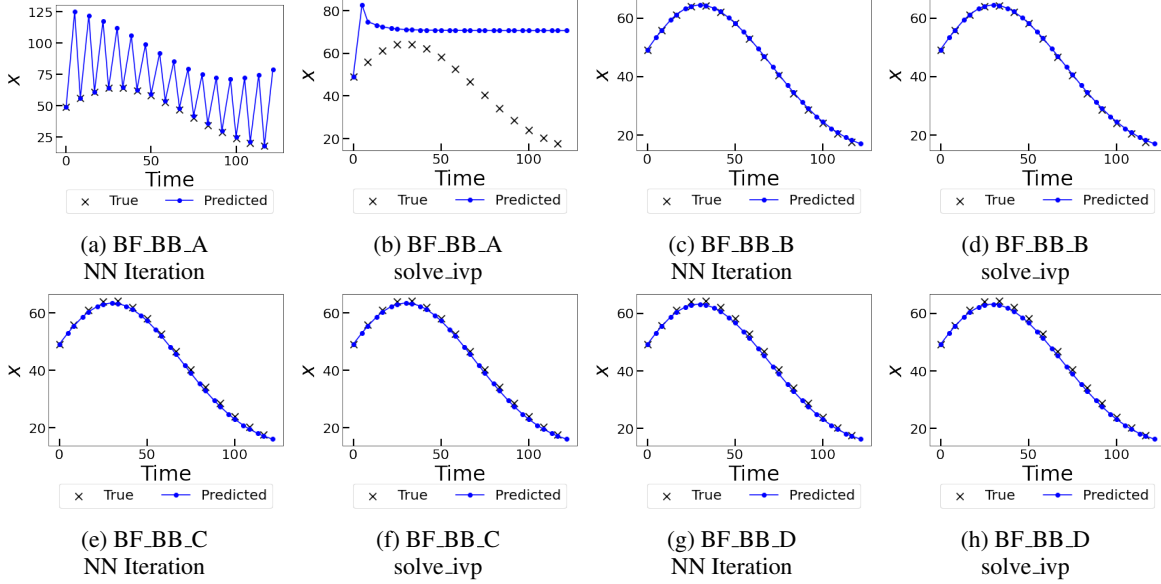 125
100
75
50
25
X
0
50
100
Time
True
Predicted
(a) BF_BB_A
NN Iteration
80
60
40
20
X
0
50
100
Time
True
Predicted
(b) BF_BB_A
solve_ivp
60
40
20
X
0
50
100
Time
True
Predicted
(c) BF_BB_B
NN Iteration
60
40
20
X
0
50
100
Time
True
Predicted
(d) BF_BB_B
solve_ivp
60
40
20
X
0
50
100
Time
True
Predicted
(e) BF_BB_C
NN Iteration
60
40
20
X
0
50
100
Time
True
Predicted
(f) BF_BB_C
solve_ivp
60
40
20
X
0
50
100
Time
True
Predicted
(g) BF_BB_D
NN Iteration
60
40
20
X
0
50
100
Time
True
Predicted
(h) BF_BB_D
solve_ivp